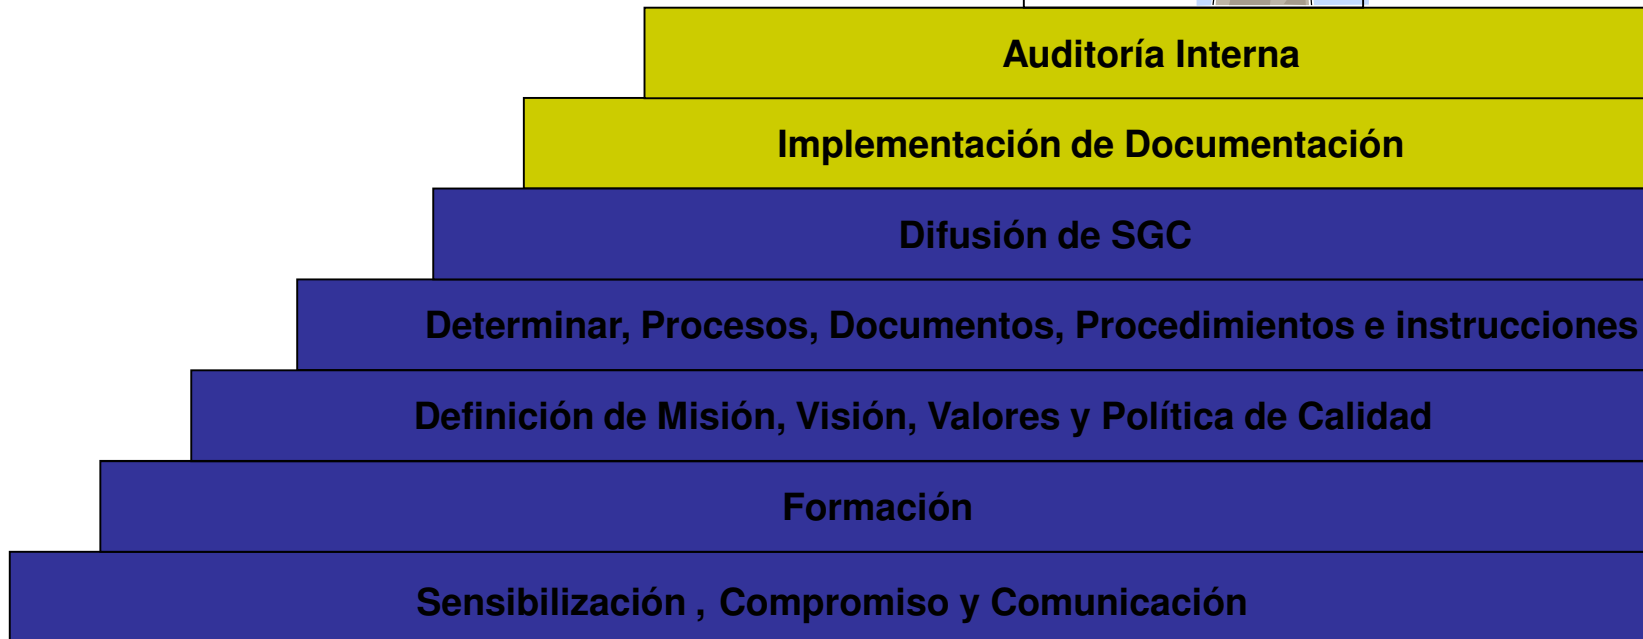 Auditoría Interna
Implementación de Documentación
Difusión de SGC
Determinar, Procesos, Documentos, Procedimientos e instrucciones
Definición de Misión, Visión, Valores y Política de Calidad
Formación
Sensibilización , Compromiso y Comunicación